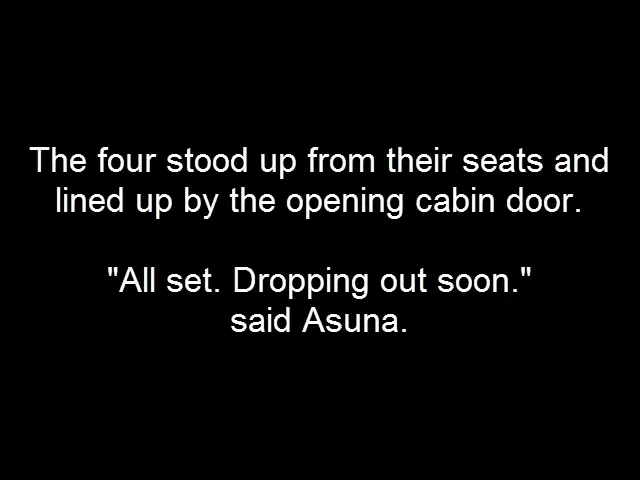 The four stood up from their seats and
lined up by the opening cabin door.
"All set. Dropping out soon."
said Asuna.